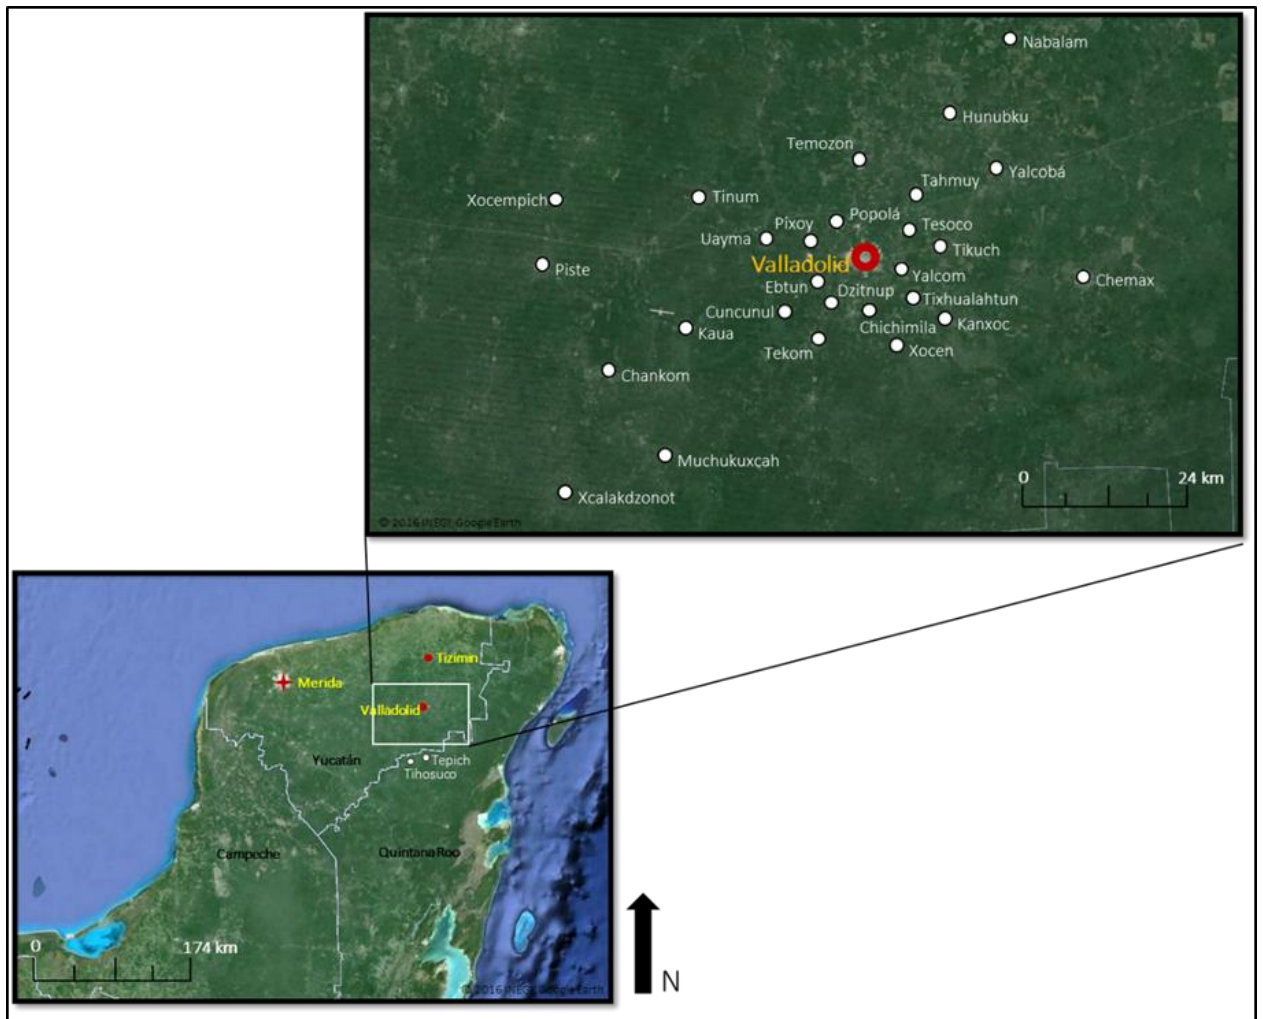 Nabalam
Hunubku
Temozon
Yalcobá
Tahmuy
Xocempich
Tinum
Popolá
Pixoy
Tesoco
Uayma
Tikuch
Valladolid
Piste
Yalcom
Chemax
Ebtun
Dzitnup
Tixhualahtun
Cuncunul
Kanxoc
Chichimila
Kaua
Tekom
Xocen
Chankom
Muchukuxcah
0
24 km
Xcalakdzonot
© 2016 INEGI, Google Earth
Tizimin
Merida
Valladolid
Yucatán
Tepich
Tihosuco
Campeche
Quintana Roo
0
174 km
N
© 2016 INEGI, Google Earth